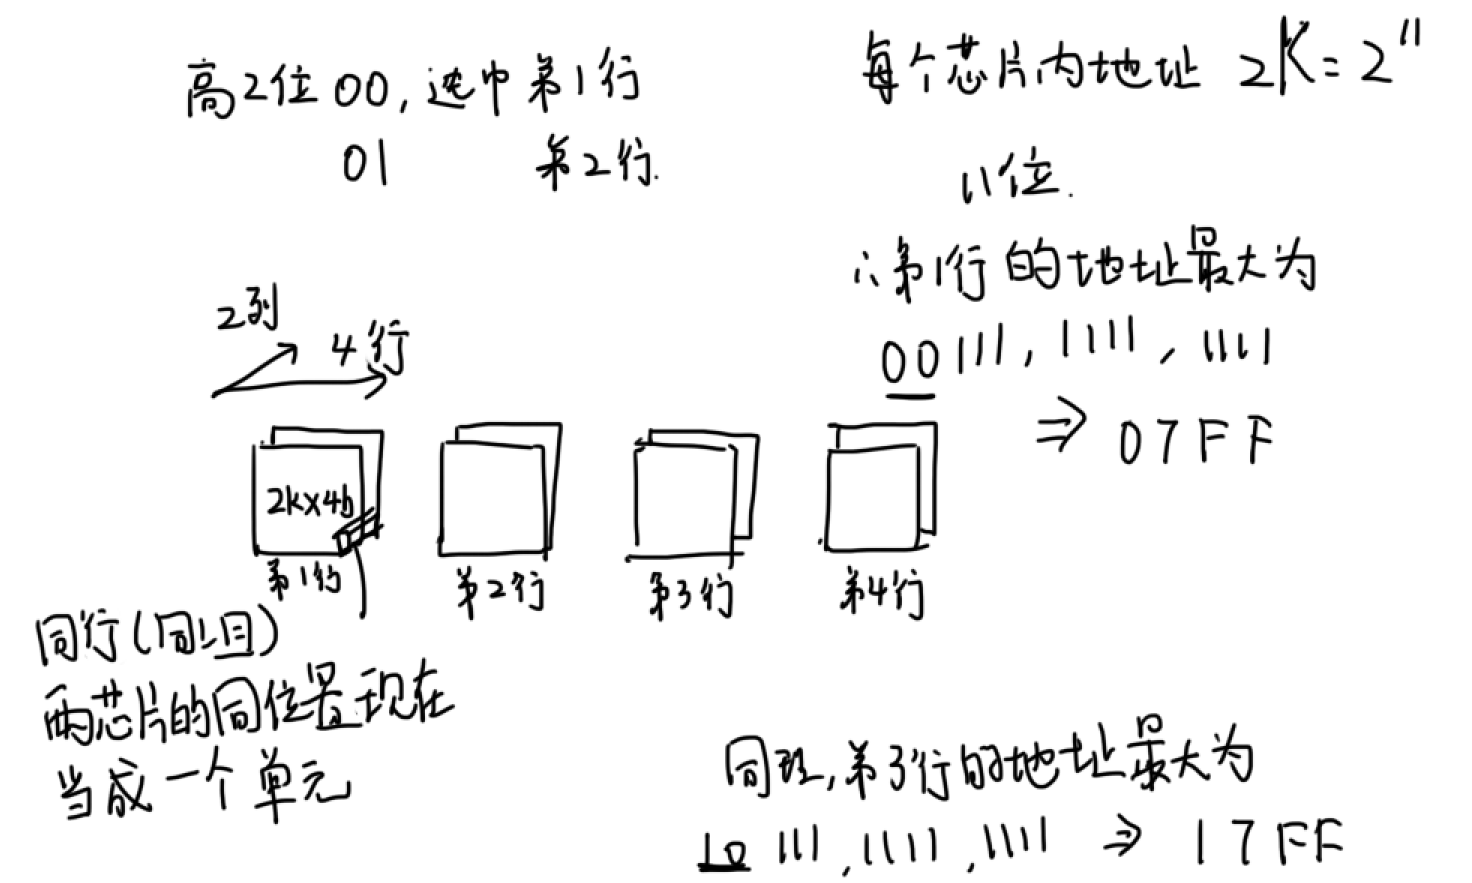 高2位 00, 选中第1行
01 第2行.
每个芯片内地址 2K = 2^11
11位.
∴第1行的地址最大为
00111, 1111, 1111
⇒ 07FF
2列
4行
2K×4b
第1行
第2行
第3行
第4行
同行(同组)
两芯片的同位置现在
当成一个单元
同理,第3行的地址最大为
10 111,1111,1111 ⇒ 17FF